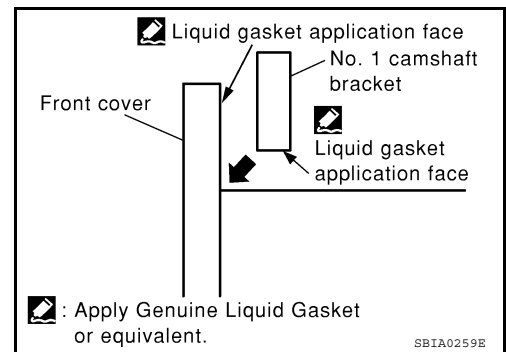 Liquid gasket application face
No. 1 camshaft
bracket
Front cover
Liquid gasket
application face
: Apply Genuine Liquid Gasket
or equivalent.
SBIA0259E